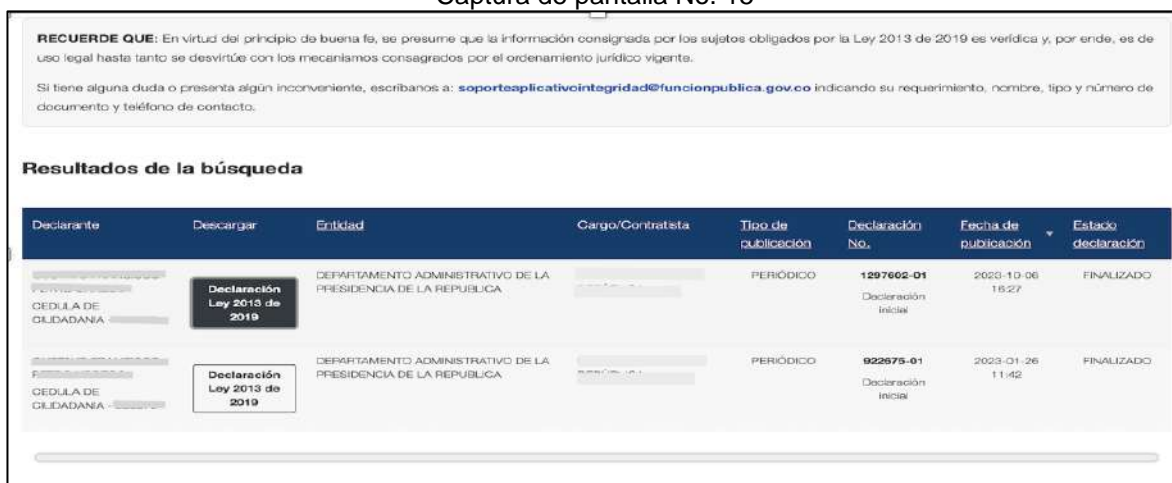 Captura de pantalla No. 16
RECUERDE QUE: En virtud del principio de buena fe, se presume que la información consignada por los sujetos obligados por la Ley 2013 de 2019 es verídica y, por ende, es de
uso legal hasta tanto se desvirtúe con los mecanismos consagrados por el ordenamiento jurídico vigente.
Si tiene alguna duda o presenta algún inconveniente, escríbanos a: soporteaplicativointegridad@funcionpublica.gov.co indicando su requerimiento, nombre, tipo y número de
documento y teléfono de contacto.
Resultados de la búsqueda
Declarante Descargar Entidad Cargo/Contratista Tipo de publicación Declaración No. Fecha de publicación Estado declaración
CEDULA DE CIUDADANIA - Declaración Ley 2013 de 2019 DEPARTAMENTO ADMINISTRATIVO DE LA PRESIDENCIA DE LA REPUBLICA PERIÓDICO 1297602-01 Declaración inicial 2023-10-06 16:27 FINALIZADO
CEDULA DE CIUDADANIA - Declaración Ley 2013 de 2019 DEPARTAMENTO ADMINISTRATIVO DE LA PRESIDENCIA DE LA REPUBLICA PERIÓDICO 922675-01 Declaración inicial 2023-01-26 11:42 FINALIZADO